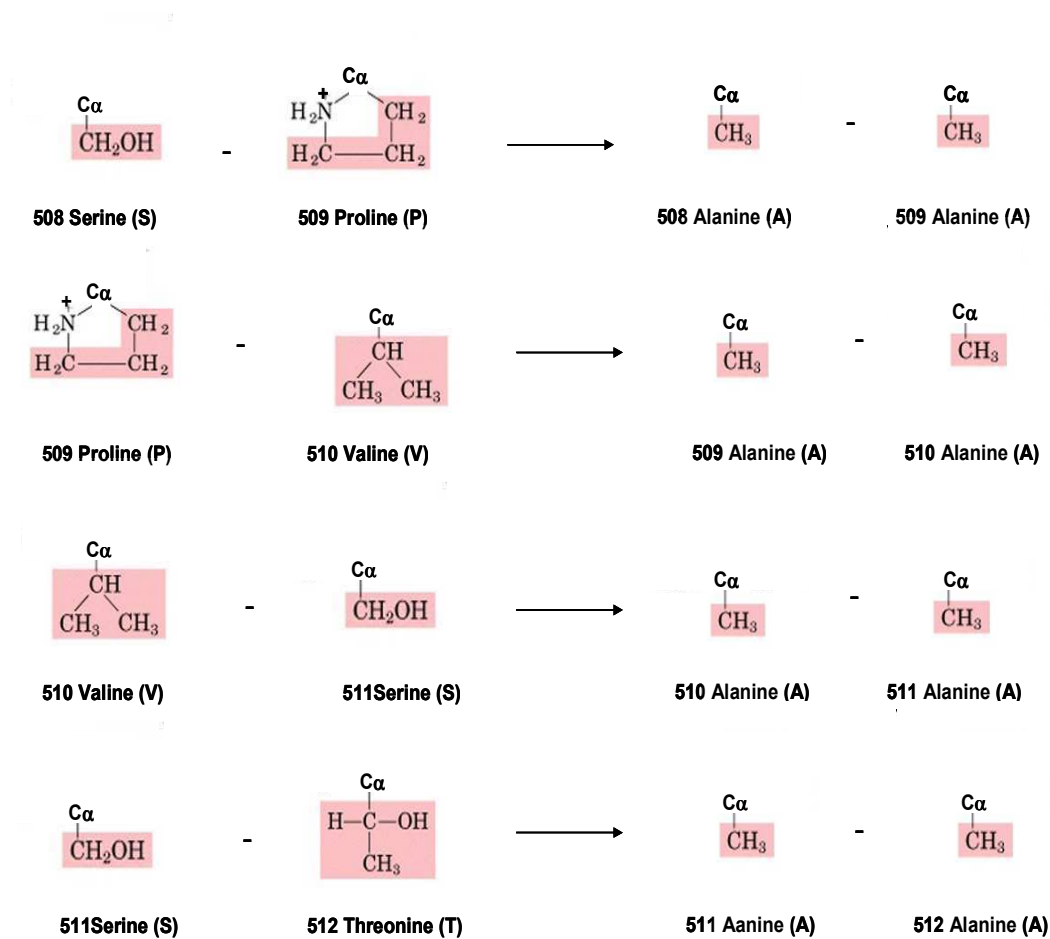 Cα
Cα
CH₂OH
-
H₂N⁺
CH₂
H₂C
CH₂
Cα
CH₃
-
Cα
CH₃
508 Serine (S)
509 Proline (P)
508 Alanine (A)
509 Alanine (A)
Cα
H₂N⁺
CH₂
H₂C
CH₂
-
Cα
CH
CH₃
CH₃
Cα
CH₃
-
Cα
CH₃
509 Proline (P)
510 Valine (V)
509 Alanine (A)
510 Alanine (A)
Cα
CH
CH₃
CH₃
-
Cα
CH₂OH
Cα
CH₃
-
Cα
CH₃
510 Valine (V)
511Serine (S)
510 Alanine (A)
511 Alanine (A)
Cα
CH₂OH
-
Cα
H—C—OH
CH₃
Cα
CH₃
-
Cα
CH₃
511Serine (S)
512 Threonine (T)
511 Aanine (A)
512 Alanine (A)